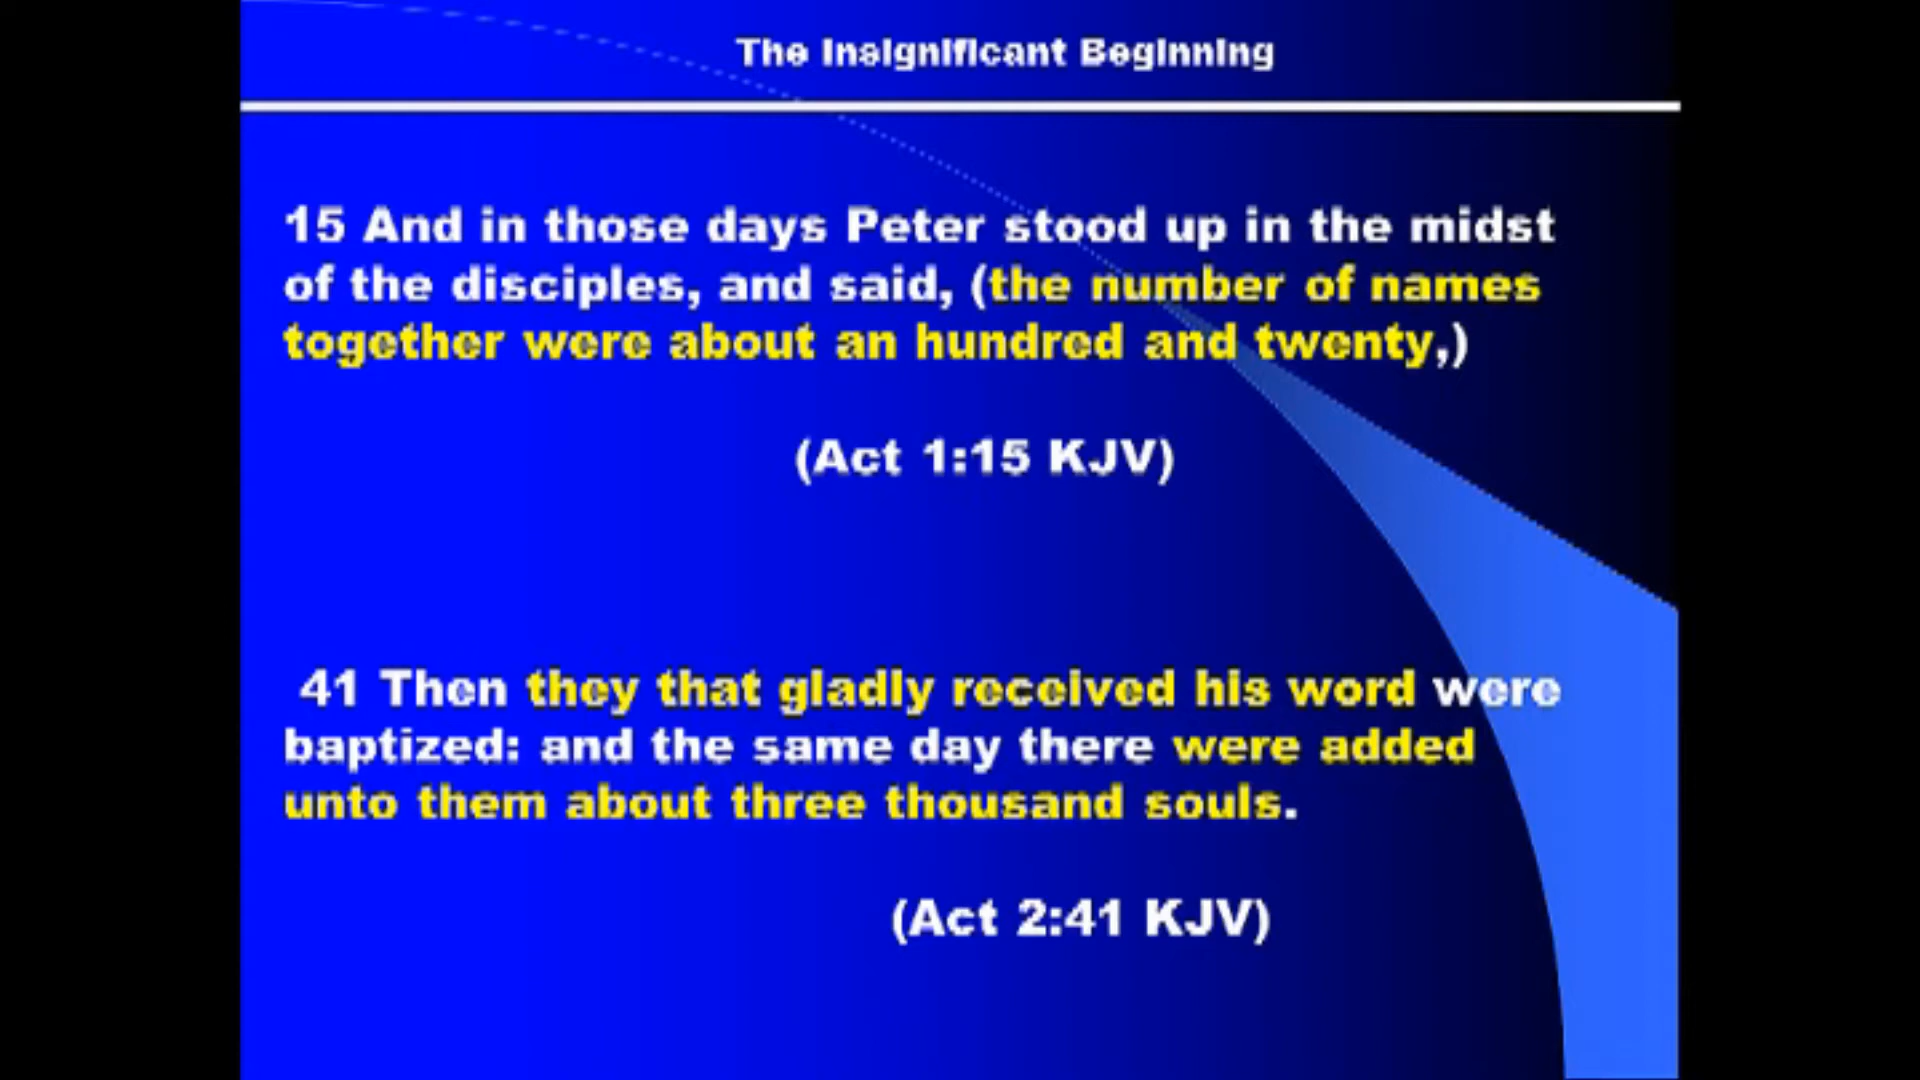 The Insignificant Beginning
15 And in those days Peter stood up in the midst
of the disciples, and said, (the number of names
together were about an hundred and twenty,)
(Act 1:15 KJV)
41 Then they that gladly received his word were
baptized: and the same day there were added
unto them about three thousand souls.
(Act 2:41 KJV)